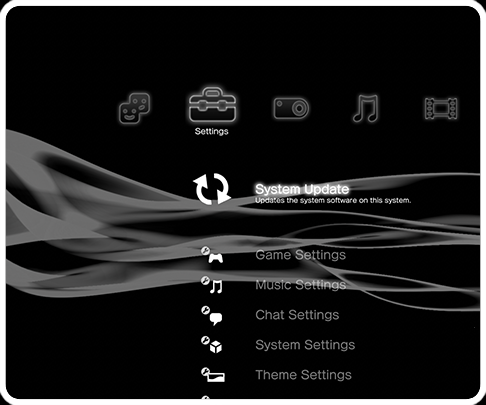 Settings
System Update
Updates the system software on this system.
Game Settings
Music Settings
Chat Settings
System Settings
Theme Settings